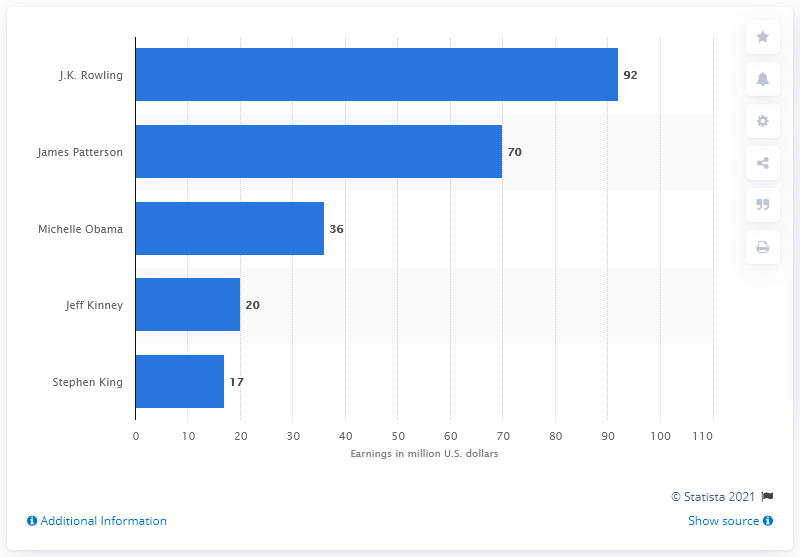 J.K. Rowling 92
James Patterson 70
Michelle Obama 36
Jeff Kinney 20
Stephen King 17
0 10 20 30 40 50 60 70 80 90 100 110
Earnings in million U.S. dollars
© Statista 2021
Additional Information Show source